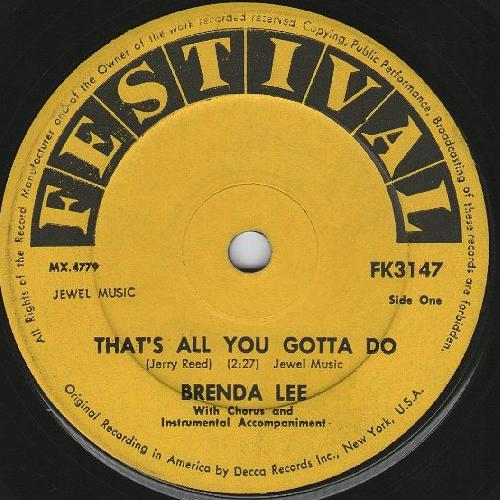 All Rights of the Record Manufacturer and of the Owner of the work recorded reserved Copying, Public Performance, Broadcasting of these records are forbidden.
FESTIVAL
MX.4779
FK3147
JEWEL MUSIC
Side One
THAT'S ALL YOU GOTTA DO
(Jerry Reed) (2:27) Jewel Music
BRENDA LEE
With Chorus and
Instrumental Accompaniment
Original Recording in America by Decca Records Inc., New York, U.S.A.